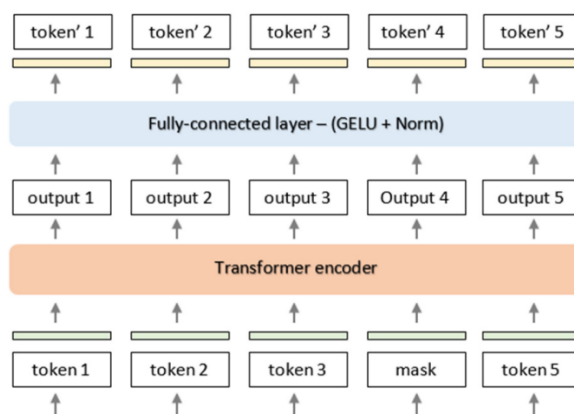 token’ 1 token’ 2 token’ 3 token’ 4 token’ 5
Fully-connected layer – (GELU + Norm)
output 1 output 2 output 3 Output 4 output 5
Transformer encoder
token 1 token 2 token 3 mask token 5